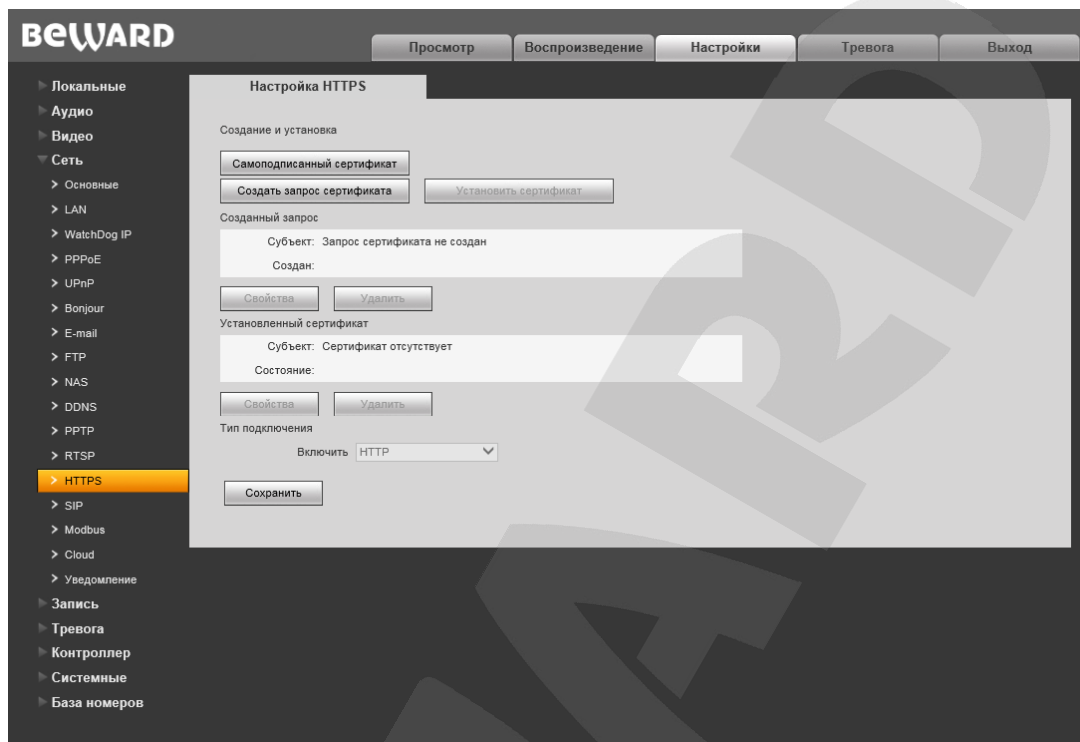 BEWARD
Просмотр
Воспроизведение
Настройки
Тревога
Выход
Локальные
Аудио
Видео
Сеть
Основные
LAN
WatchDog IP
PPPoE
UPnP
Bonjour
E-mail
FTP
NAS
DDNS
PPTP
RTSP
HTTPS
SIP
Modbus
Cloud
Уведомление
Запись
Тревога
Контроллер
Системные
База номеров
Настройка HTTPS
Создание и установка
Самоподписанный сертификат
Создать запрос сертификата
Установить сертификат
Созданный запрос
Субъект: Запрос сертификата не создан
Создан:
Свойства
Удалить
Установленный сертификат
Субъект: Сертификат отсутствует
Состояние:
Свойства
Удалить
Тип подключения
Включить HTTP
Сохранить